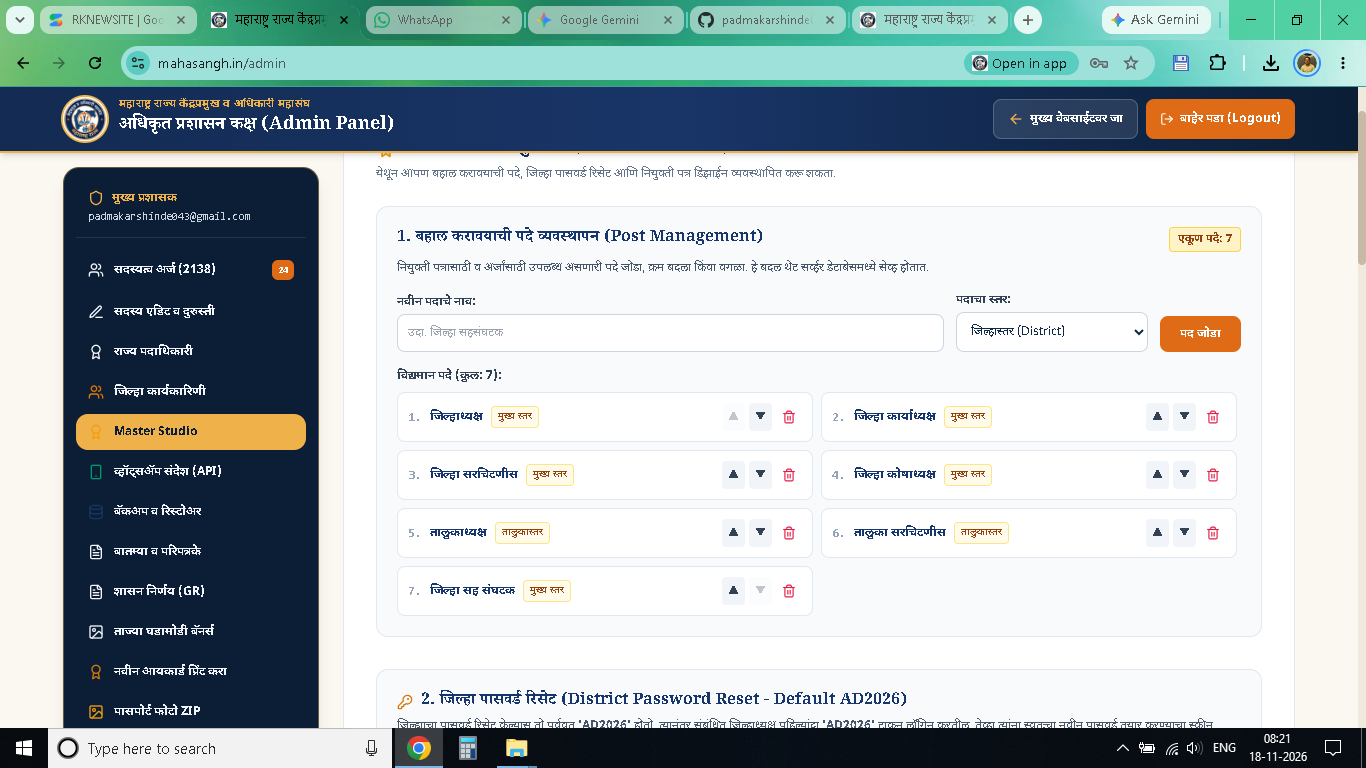 RKNEWSITE | Goo
महाराष्ट्र राज्य केंद्रप्रम
WhatsApp
Google Gemini
padmakarshinde
महाराष्ट्र राज्य केंद्रप्रम
Ask Gemini
mahasangh.in/admin
Open in app
महाराष्ट्र राज्य केंद्रप्रमुख व अधिकारी महासंघ
अधिकृत प्रशासन कक्ष (Admin Panel)
मुख्य वेबसाईटवर जा
बाहेर पडा (Logout)
मुख्य प्रशासक
padmakarshinde043@gmail.com
सदस्यत्व अर्ज (2138)
24
सदस्य एडिट व दुरुस्ती
राज्य पदाधिकारी
जिल्हा कार्यकारिणी
Master Studio
व्हॉट्सअॅप संदेश (API)
बॅकअप व रिस्टोअर
बातम्या व परिपत्रके
शासन निर्णय (GR)
ताज्या घडामोडी बॅनर्स
नवीन आयकार्ड प्रिंट करा
पासपोर्ट फोटो ZIP
येथून आपण बहाल करावयाची पदे, जिल्हा पासवर्ड रिसेट आणि नियुक्ती पत्र डिझाईन व्यवस्थापित करू शकता.
1. बहाल करावयाची पदे व्यवस्थापन (Post Management)
एकूण पदे: 7
नियुक्ती पत्रासाठी व अर्जांसाठी उपलब्ध असणारी पदे जोडा, क्रम बदला किंवा वगळा. हे बदल थेट सर्व्हर डेटाबेसमध्ये सेव्ह होतात.
नवीन पदाचे नाव:
पदाचा स्तर:
उदा. जिल्हा सहसंघटक
जिल्हास्तर (District)
पद जोडा
विद्यमान पदे (कुल: 7):
1. जिल्हाध्यक्ष मुख्य स्तर ▲ ▼
2. जिल्हा कार्याध्यक्ष मुख्य स्तर ▲ ▼
3. जिल्हा सरचिटणीस मुख्य स्तर ▲ ▼
4. जिल्हा कोषाध्यक्ष मुख्य स्तर ▲ ▼
5. तालुकाध्यक्ष तालुकास्तर ▲ ▼
6. तालुका सरचिटणीस तालुकास्तर ▲ ▼
7. जिल्हा सह संघटक मुख्य स्तर ▲ ▼
2. जिल्हा पासवर्ड रिसेट (District Password Reset - Default AD2026)
Type here to search
ENG
08:21
18-11-2026